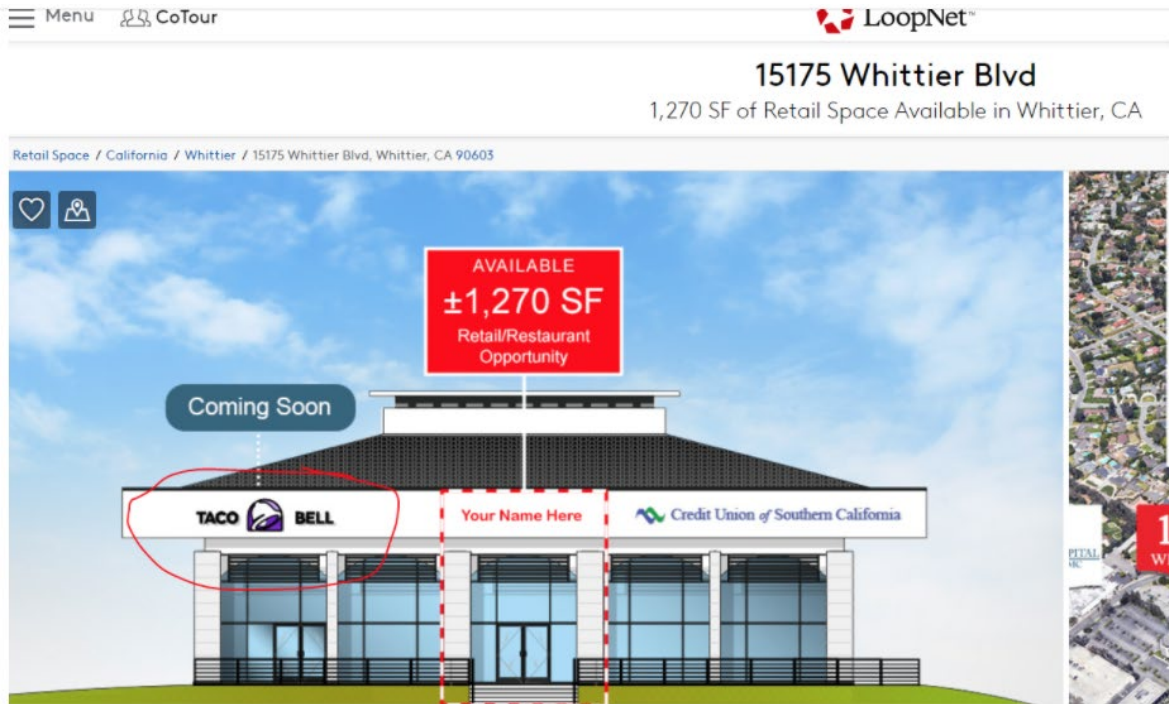 Menu CoTour LoopNet™
15175 Whittier Blvd
1,270 SF of Retail Space Available in Whittier, CA
Retail Space / California / Whittier / 15175 Whittier Blvd, Whittier, CA 90603
AVAILABLE
±1,270 SF
Retail/Restaurant
Opportunity
Coming Soon
TACO BELL
Your Name Here
Credit Union of Southern California